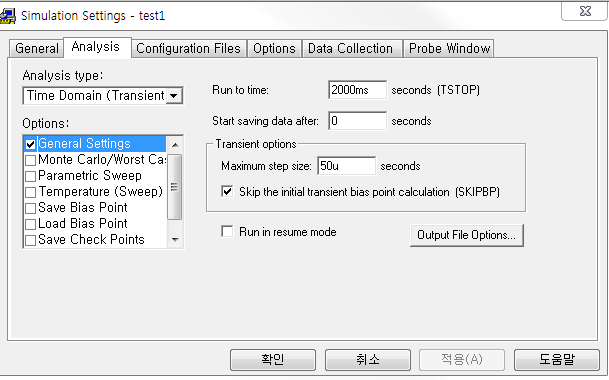 Simulation Settings - test1
General Analysis Configuration Files Options Data Collection Probe Window
Analysis type:
Time Domain (Transient
Options:
General Settings
Monte Carlo/Worst Cas
Parametric Sweep
Temperature (Sweep)
Save Bias Point
Load Bias Point
Save Check Points
Run to time: 2000ms seconds (TSTOP)
Start saving data after: 0 seconds
Transient options
Maximum step size: 50u seconds
Skip the initial transient bias point calculation (SKIPBP)
Run in resume mode
Output File Options...
확인 취소 적용(A) 도움말